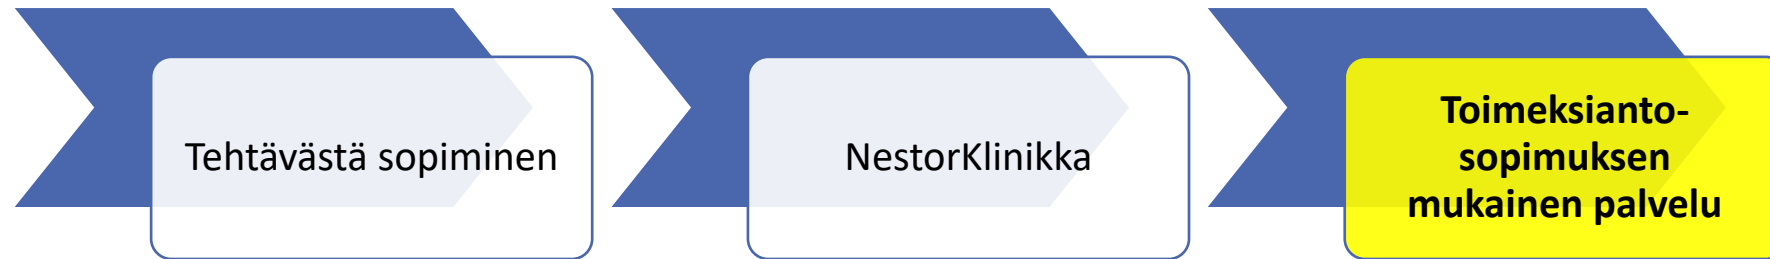 Tehtävästä sopiminen
NestorKlinikka
Toimeksianto-
sopimuksen
mukainen palvelu